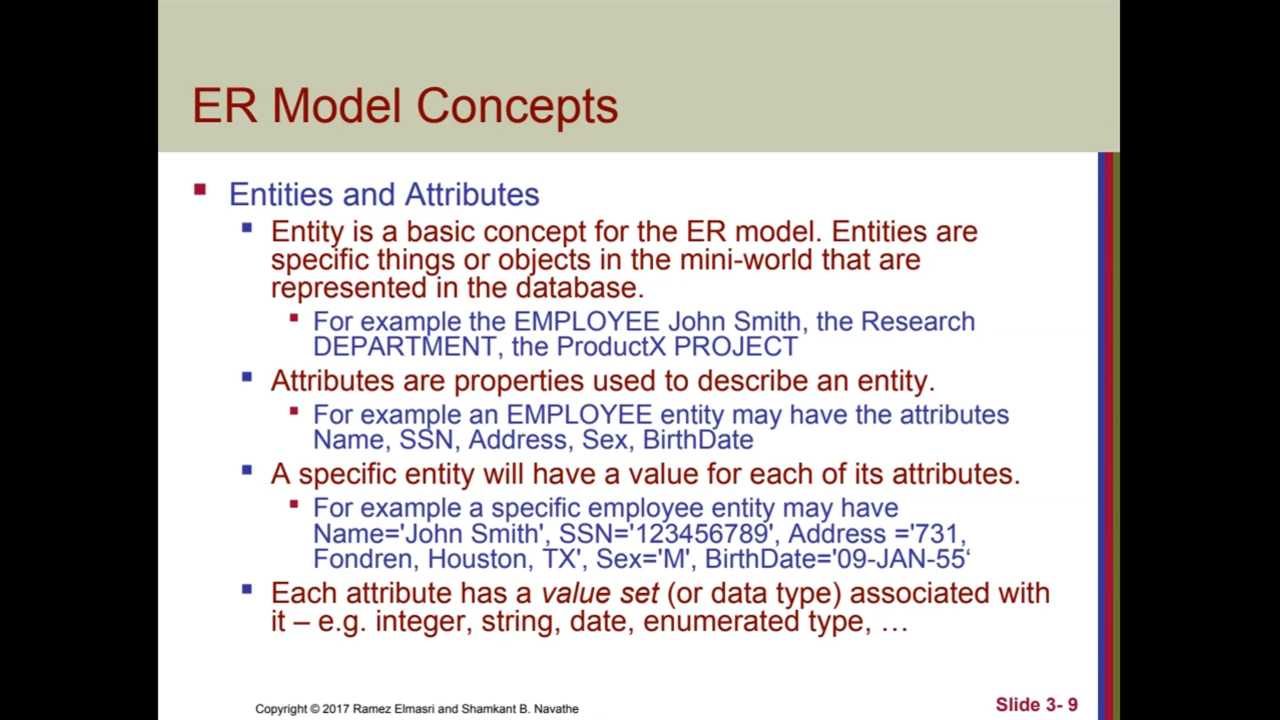 ER Model Concepts
Entities and Attributes
Entity is a basic concept for the ER model. Entities are
specific things or objects in the mini-world that are
represented in the database.
For example the EMPLOYEE John Smith, the Research
DEPARTMENT, the ProductX PROJECT
Attributes are properties used to describe an entity.
For example an EMPLOYEE entity may have the attributes
Name, SSN, Address, Sex, BirthDate
A specific entity will have a value for each of its attributes.
For example a specific employee entity may have
Name='John Smith', SSN='123456789', Address ='731,
Fondren, Houston, TX', Sex='M', BirthDate='09-JAN-55‘
Each attribute has a value set (or data type) associated with
it – e.g. integer, string, date, enumerated type, …
Copyright © 2017 Ramez Elmasri and Shamkant B. Navathe
Slide 3- 9